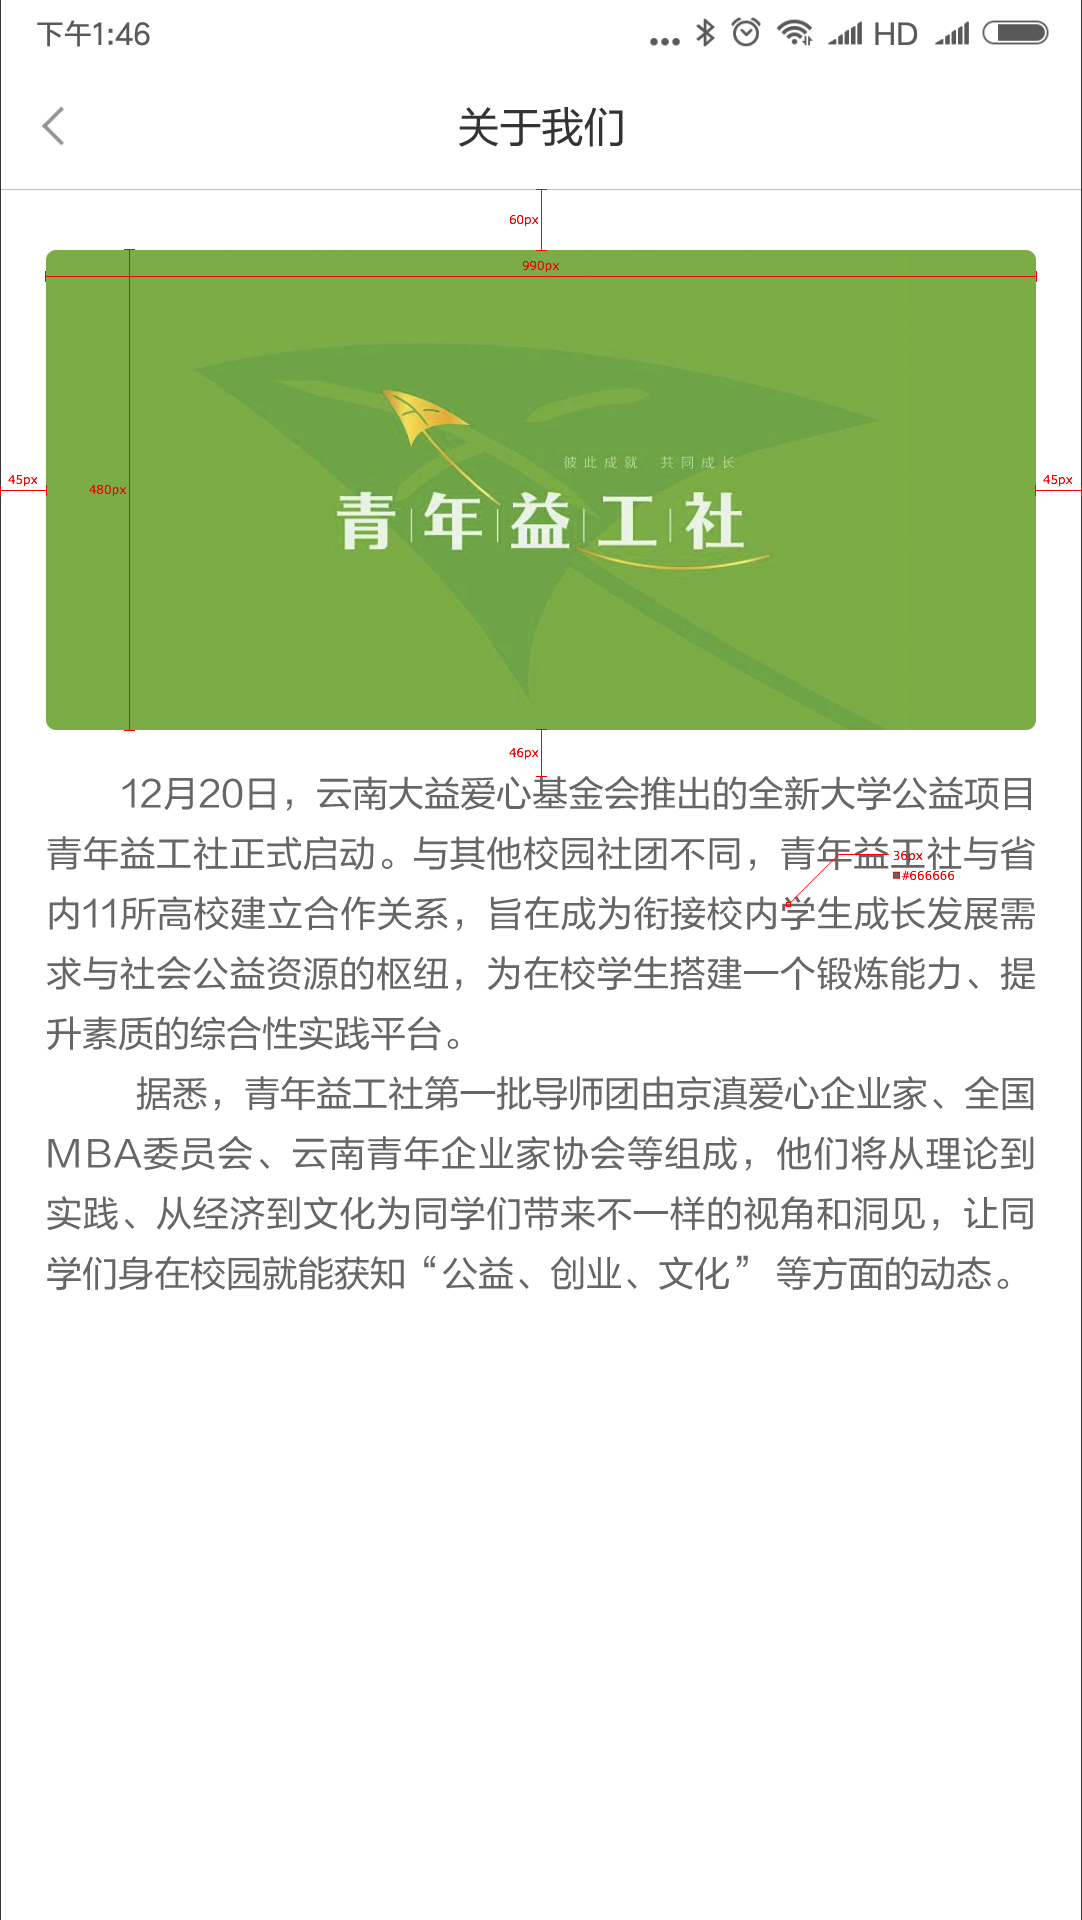 下午1:46
HD
关于我们
60px
990px
彼此成就 共同成长
45px
480px
45px
青年益工社
46px
12月20日，云南大益爱心基金会推出的全新大学公益项目
青年益工社正式启动。与其他校园社团不同，青年益工社与省
36px
#666666
内11所高校建立合作关系，旨在成为衔接校内学生成长发展需
求与社会公益资源的枢纽，为在校学生搭建一个锻炼能力、提
升素质的综合性实践平台。
据悉，青年益工社第一批导师团由京滇爱心企业家、全国
MBA委员会、云南青年企业家协会等组成，他们将从理论到
实践、从经济到文化为同学们带来不一样的视角和洞见，让同
学们身在校园就能获知“公益、创业、文化” 等方面的动态。